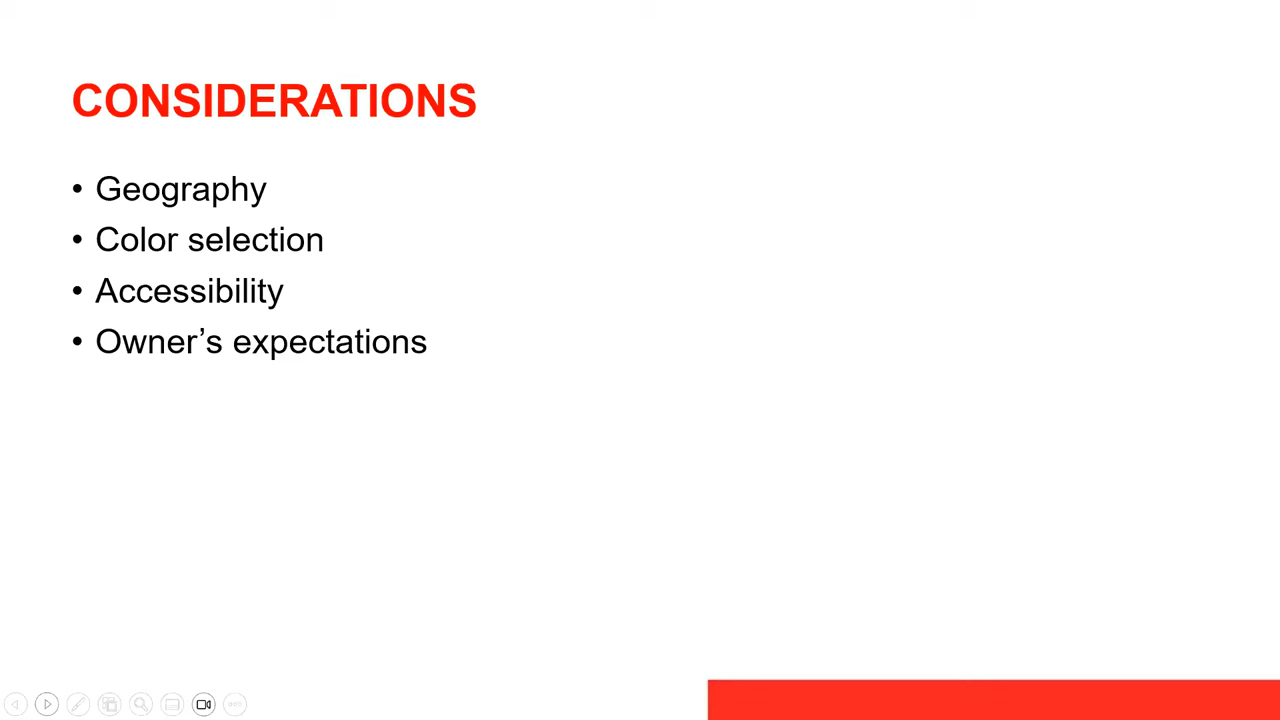 CONSIDERATIONS
• Geography
• Color selection
• Accessibility
• Owner’s expectations